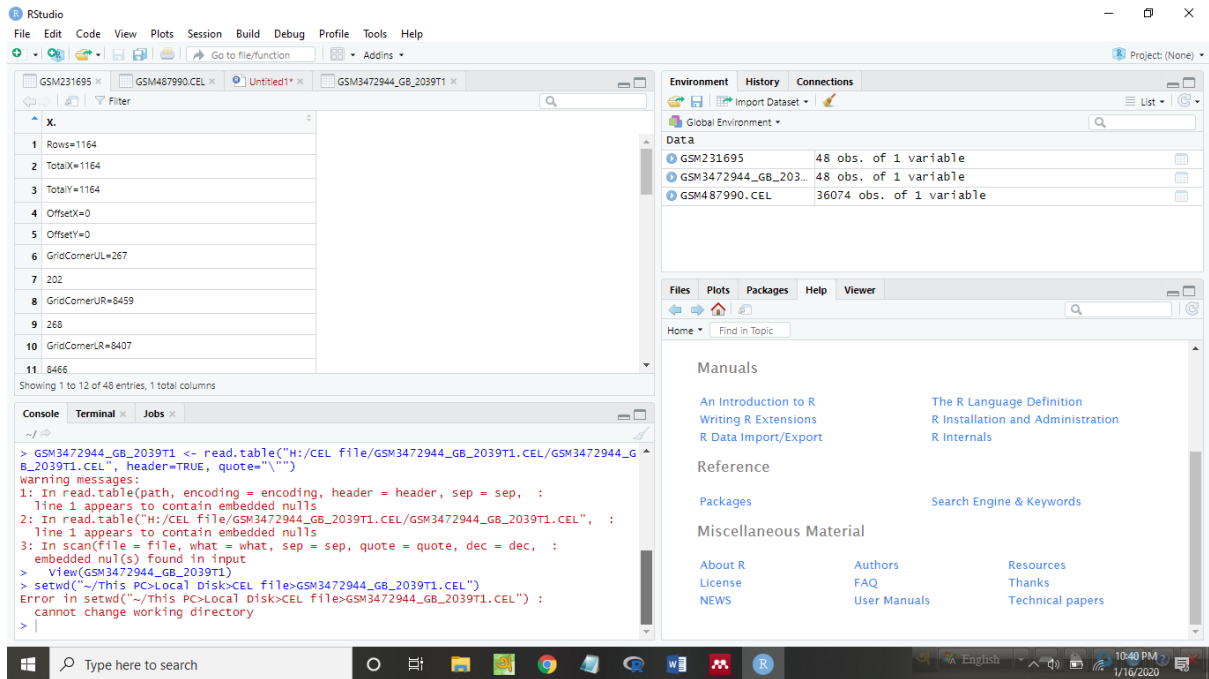 RStudio
File Edit Code View Plots Session Build Debug Profile Tools Help
Go to file/function Addins Project: (None)
GSM231695 GSM487990.CEL Untitled1* GSM3472944_GB_2039T1
Filter
X.
1 Rows=1164
2 TotalX=1164
3 TotalY=1164
4 OffsetX=0
5 OffsetY=0
6 GridCornerUL=267
7 202
8 GridCornerUR=8459
9 268
10 GridCornerLR=8407
11 8466
Showing 1 to 12 of 48 entries, 1 total columns
Console Terminal Jobs
~/
> GSM3472944_GB_2039T1 <- read.table("H:/CEL file/GSM3472944_GB_2039T1.CEL/GSM3472944_G
B_2039T1.CEL", header=TRUE, quote="\"")
Warning messages:
1: In read.table(path, encoding = encoding, header = header, sep = sep, :
line 1 appears to contain embedded nulls
2: In read.table("H:/CEL file/GSM3472944_GB_2039T1.CEL/GSM3472944_GB_2039T1.CEL", :
line 1 appears to contain embedded nulls
3: In scan(file = file, what = what, sep = sep, quote = quote, dec = dec, :
embedded nul(s) found in input
> View(GSM3472944_GB_2039T1)
> setwd("~/This PC>Local Disk>CEL file>GSM3472944_GB_2039T1.CEL")
Error in setwd("~/This PC>Local Disk>CEL file>GSM3472944_GB_2039T1.CEL") :
cannot change working directory
>
Environment History Connections
Import Dataset List
Global Environment
Data
GSM231695 48 obs. of 1 variable
GSM3472944_GB_203… 48 obs. of 1 variable
GSM487990.CEL 36074 obs. of 1 variable
Files Plots Packages Help Viewer
Home Find in Topic
Manuals
An Introduction to R The R Language Definition
Writing R Extensions R Installation and Administration
R Data Import/Export R Internals
Reference
Packages Search Engine & Keywords
Miscellaneous Material
About R Authors Resources
License FAQ Thanks
NEWS User Manuals Technical papers
Type here to search
English
10:40 PM
1/16/2020